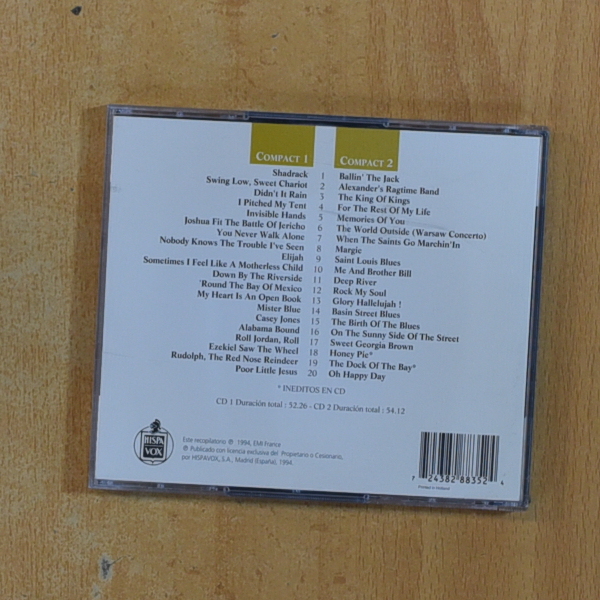 COMPACT 1 COMPACT 2
Shadrack 1 Ballin' The Jack
Swing Low, Sweet Chariot 2 Alexander's Ragtime Band
Didn't It Rain 3 The King Of Kings
I Pitched My Tent 4 For The Rest Of My Life
Invisible Hands 5 Memories Of You
Joshua Fit The Battle Of Jericho 6 The World Outside (Warsaw Concerto)
You Never Walk Alone 7 When The Saints Go Marchin'In
Nobody Knows The Trouble I've Seen 8 Margie
Elijah 9 Saint Louis Blues
Sometimes I Feel Like A Motherless Child 10 Me And Brother Bill
Down By The Riverside 11 Deep River
'Round The Bay Of Mexico 12 Rock My Soul
My Heart Is An Open Book 13 Glory Hallelujah !
Mister Blue 14 Basin Street Blues
Casey Jones 15 The Birth Of The Blues
Alabama Bound 16 On The Sunny Side Of The Street
Roll Jordan, Roll 17 Sweet Georgia Brown
Ezekiel Saw The Wheel 18 Honey Pie*
Rudolph, The Red Nose Reindeer 19 The Dock Of The Bay*
Poor Little Jesus 20 Oh Happy Day
* INEDITOS EN CD
CD 1 Duración total : 52.26 - CD 2 Duración total : 54.12
HISPA
VOX
Este recopilatorio ℗ 1994, EMI France
℗ Publicado con licencia exclusiva del Propietario o Cesionario,
por HISPAVOX, S.A., Madrid (España), 1994.
7 24382 88352 4